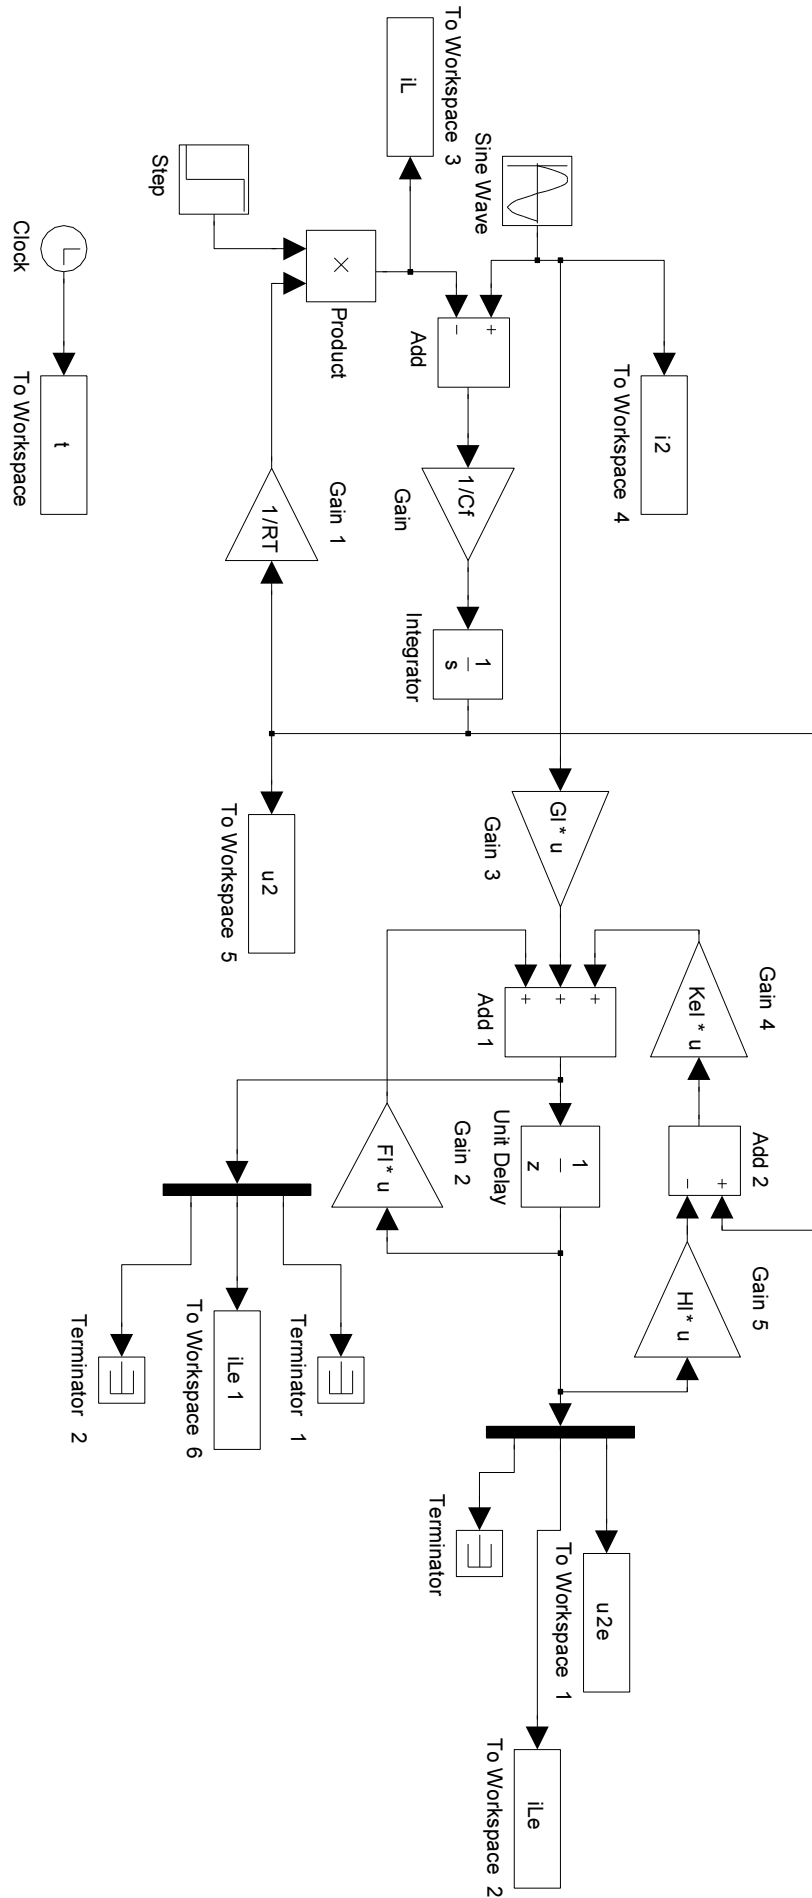 Gain 4
Kel * u
Add 2
+
−
Gain 5
Hl* u
i2
To Workspace 4
Sine Wave
Gl * u
Gain 3
+
+
+
Add 1
1
z
Unit Delay
u2e
To Workspace 1
iLe
To Workspace 2
Terminator
iL
To Workspace 3
+
−
Add
1/Cf
Gain
1
s
Integrator
Gain 2
Fl * u
×
Product
Step
Gain 1
1/RT
u2
To Workspace 5
Terminator 1
iLe 1
To Workspace 6
Terminator 2
Clock
t
To Workspace